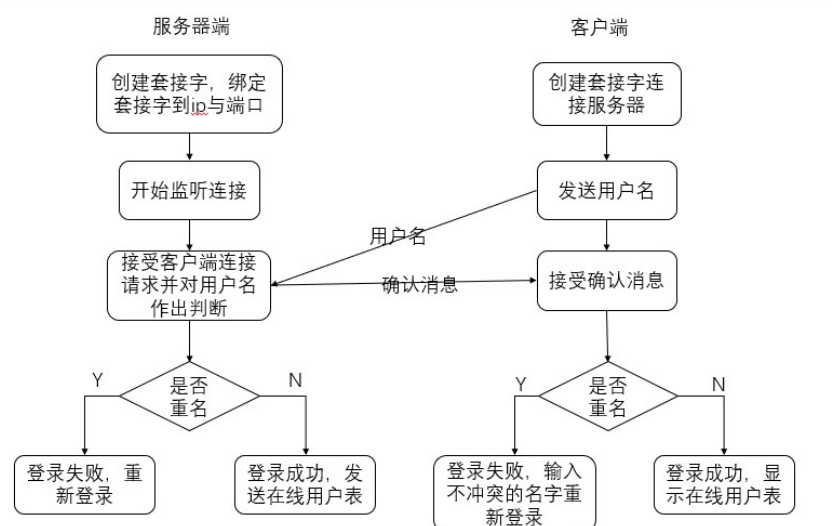 服务器端
客户端
创建套接字，绑定
套接字到ip与端口
创建套接字连
接服务器
开始监听连接
发送用户名
用户名
接受客户端连接
请求并对用户名
作出判断
确认消息
接受确认消息
Y
是否
重名
N
Y
是否
重名
N
登录失败，重
新登录
登录成功，发
送在线用户表
登录失败，输入
不冲突的名字重
新登录
登录成功，显
示在线用户表